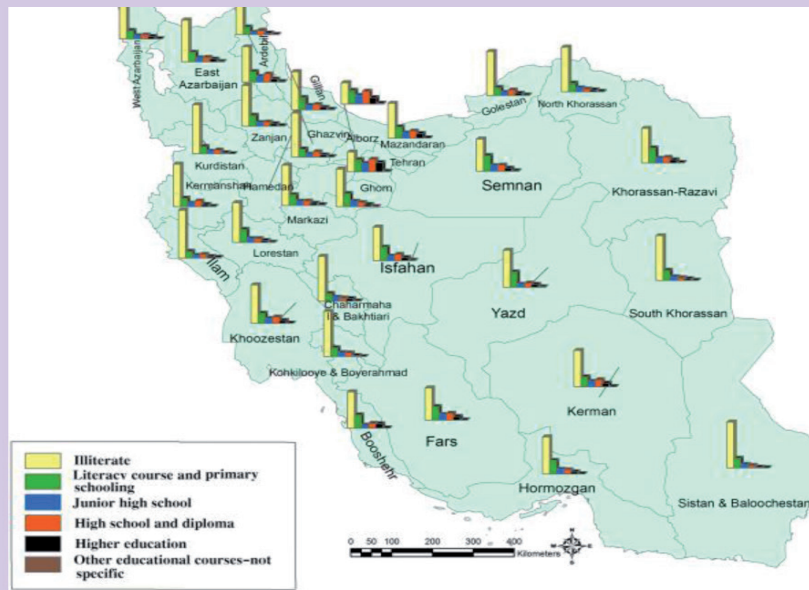 West Azarbaijan
East
Azarbaijan
Ardebil
Gillan
Golestan
North Khorassan
Zanjan
Ghazvin
Alborz
Mazandaran
Tehran
Kurdistan
Kermanshah
Hamedan
Markazi
Ghom
Semnan
Khorassan-Razavi
Lorestan
Ilam
Isfahan
Chaharmaha
l & Bakhtiari
Yazd
South Khorassan
Khoozestan
Kohkilooye & Boyerahmad
Kerman
Booshehr
Fars
Hormozgan
Sistan & Baloochestan
Illiterate
Literacy course and primary
schooling
Junior high school
High school and diploma
Higher education
Other educational courses-not
specific
0 50 100 200 300 400
Kilometers